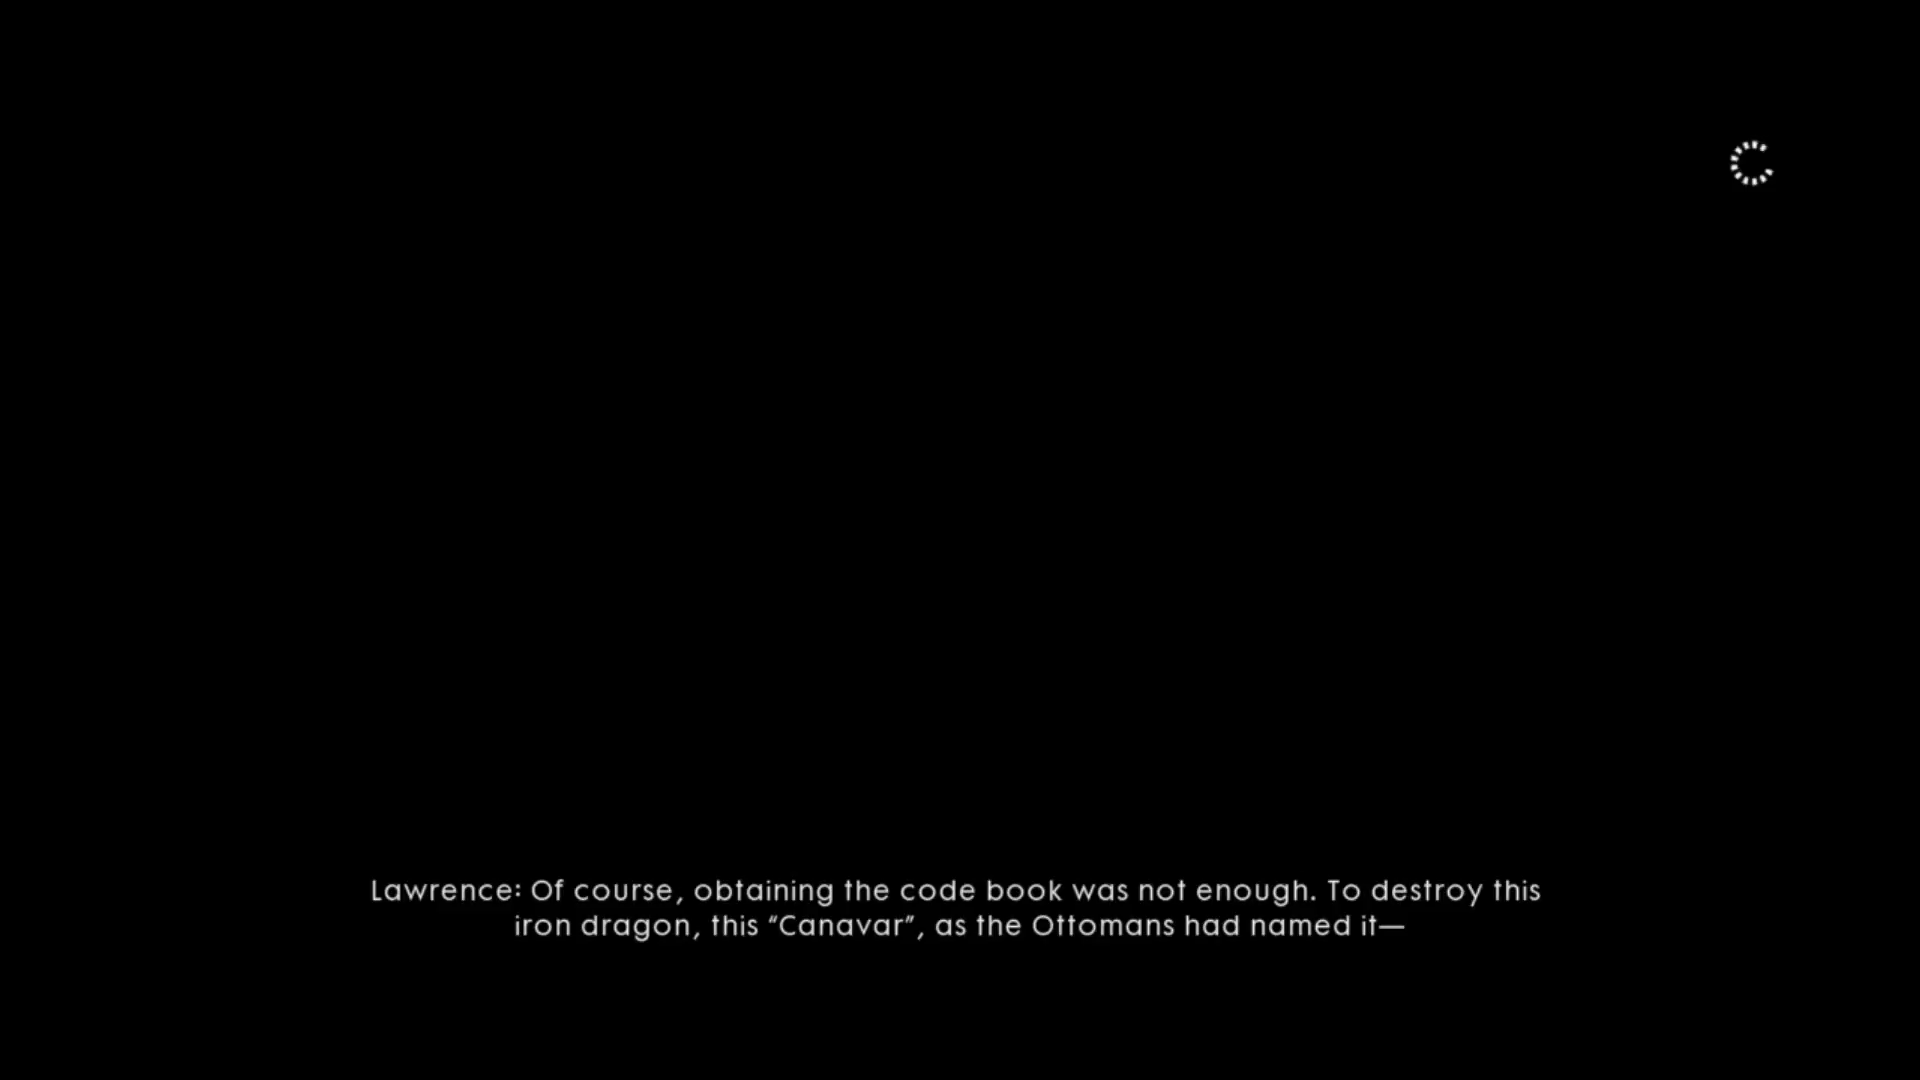 Lawrence: Of course, obtaining the code book was not enough. To destroy this
iron dragon, this “Canavar”, as the Ottomans had named it—